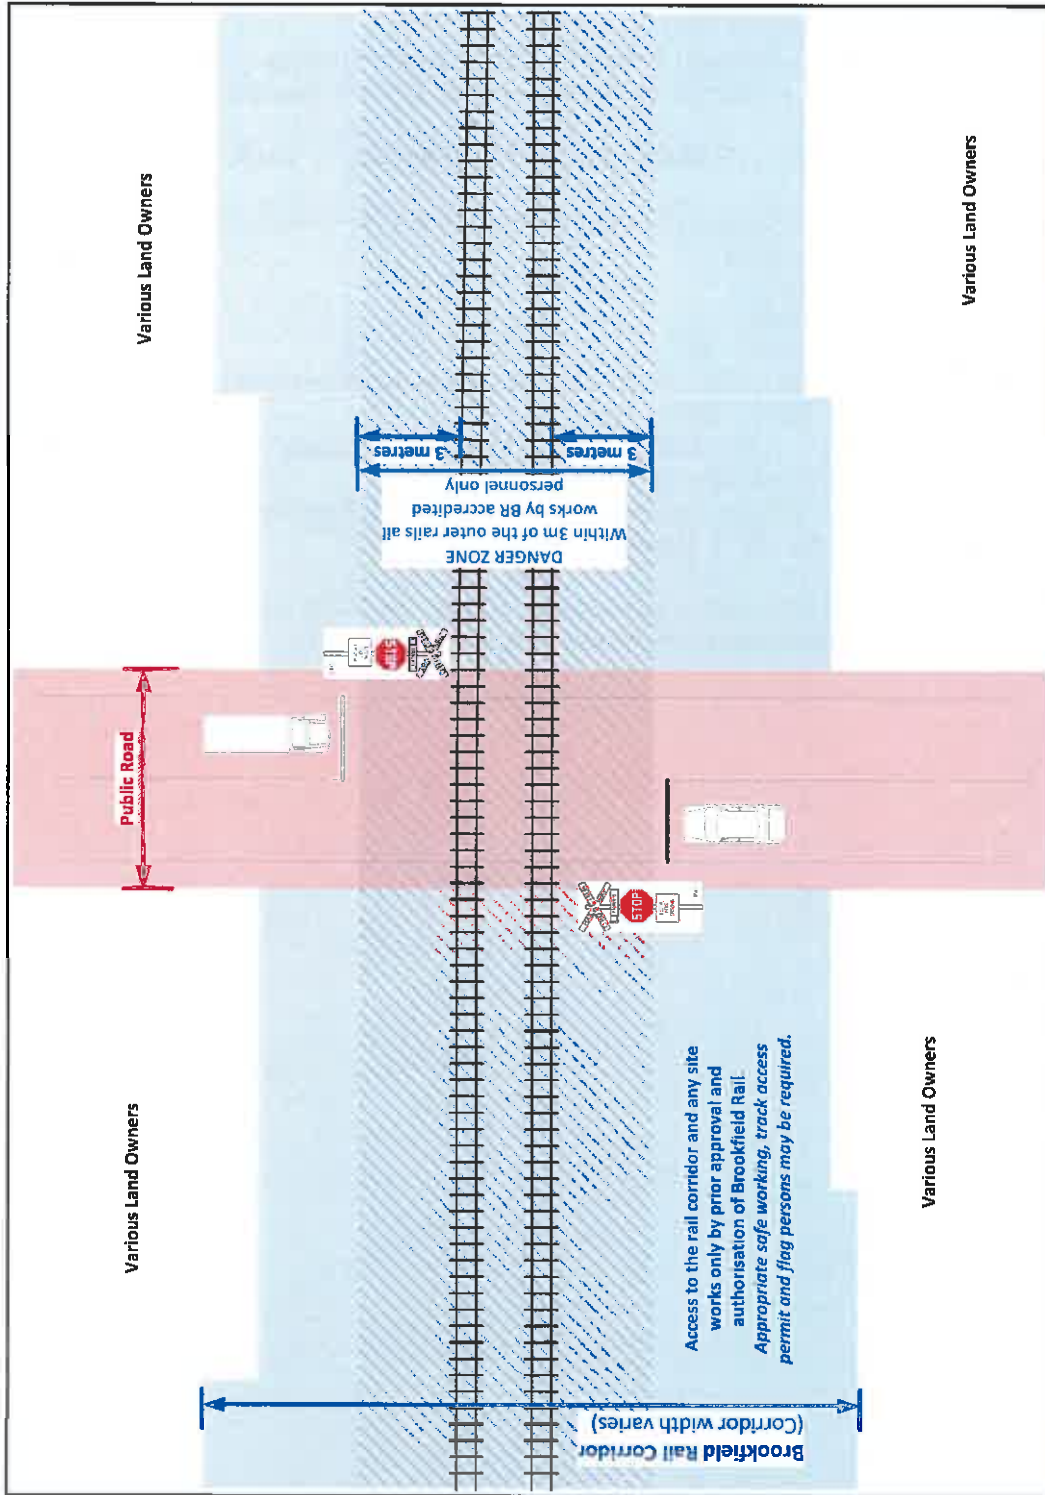 Various Land Owners
Various Land Owners
Public Road
3 metres
3 metres
DANGER ZONE
Within 3m of the outer rails all
works by BR accredited
personnel only
STOP
STOP
Various Land Owners
Various Land Owners
Access to the rail corridor and any site
works only by prior approval and
authorisation of Brookfield Rail.
Appropriate safe working, track access
permit and flag persons may be required.
Brookfield Rail Corridor
(Corridor width varies)